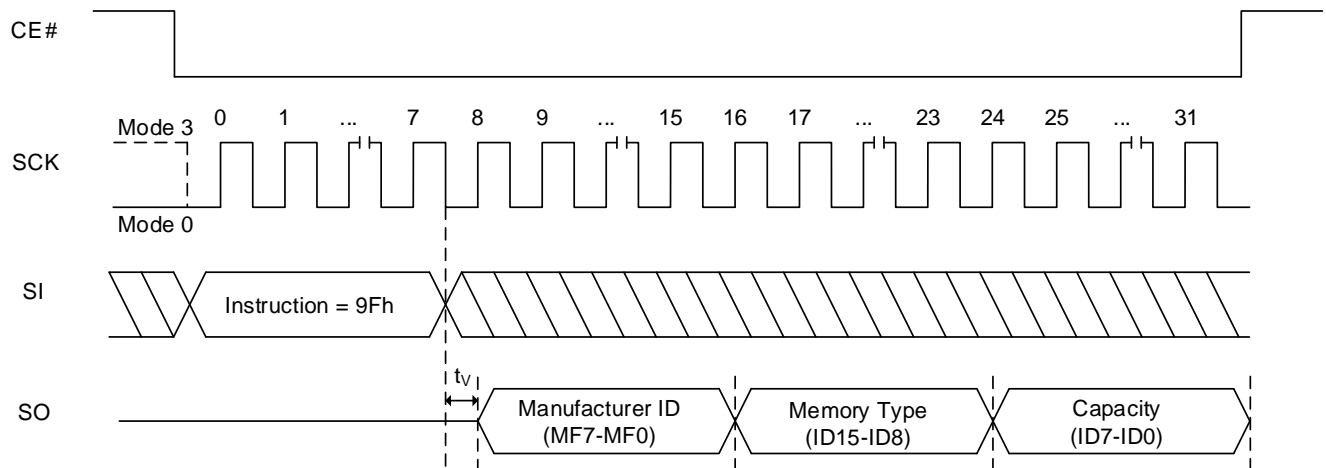 CE#
Mode 3
0 1 ... 7 8 9 ... 15 16 17 ... 23 24 25 ... 31
SCK
Mode 0
SI
Instruction = 9Fh
tV
SO
Manufacturer ID
(MF7-MF0)
Memory Type
(ID15-ID8)
Capacity
(ID7-ID0)